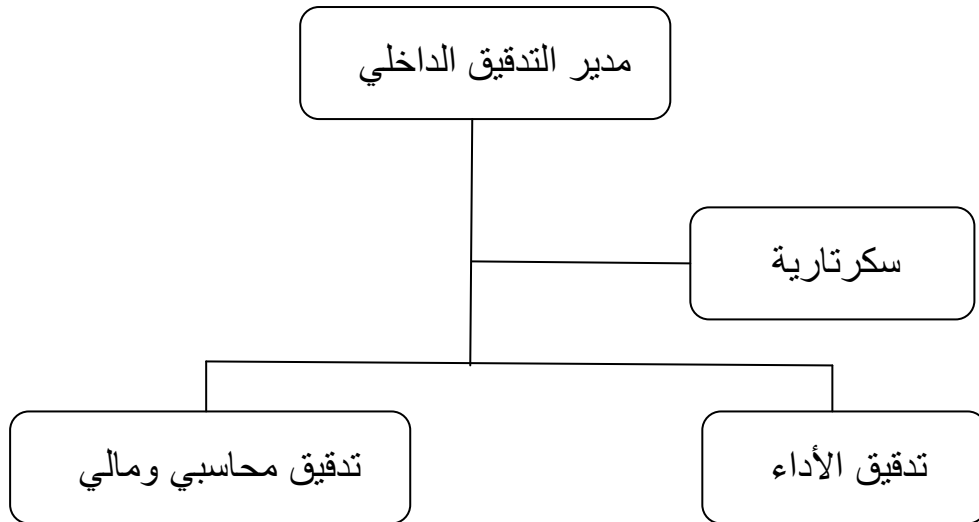 مدير التدقيق الداخلي
سكرتارية
تدقيق الأداء
تدقيق محاسبي ومالي